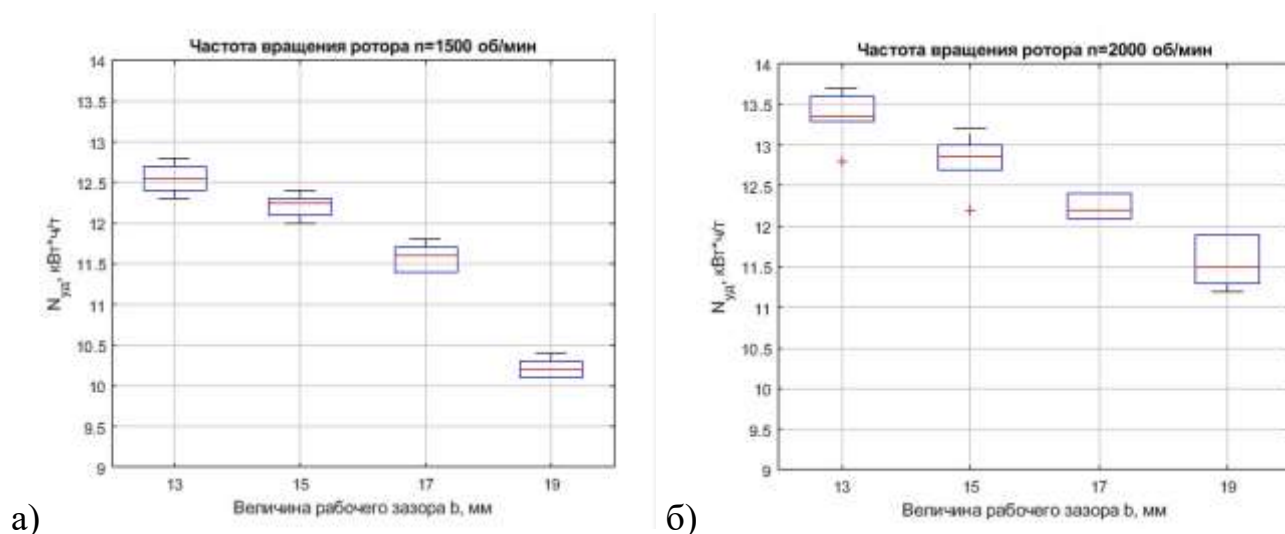 Частота вращения ротора n=1500 об/мин
14
13.5
13
12.5
12
11.5
11
10.5
10
9.5
9
N_уд, кВт*ч/т
13 15 17 19
Величина рабочего зазора b, мм
а)
Частота вращения ротора n=2000 об/мин
14
13.5
13
12.5
12
11.5
11
10.5
10
9.5
9
N_уд, кВт*ч/т
13 15 17 19
Величина рабочего зазора b, мм
б)